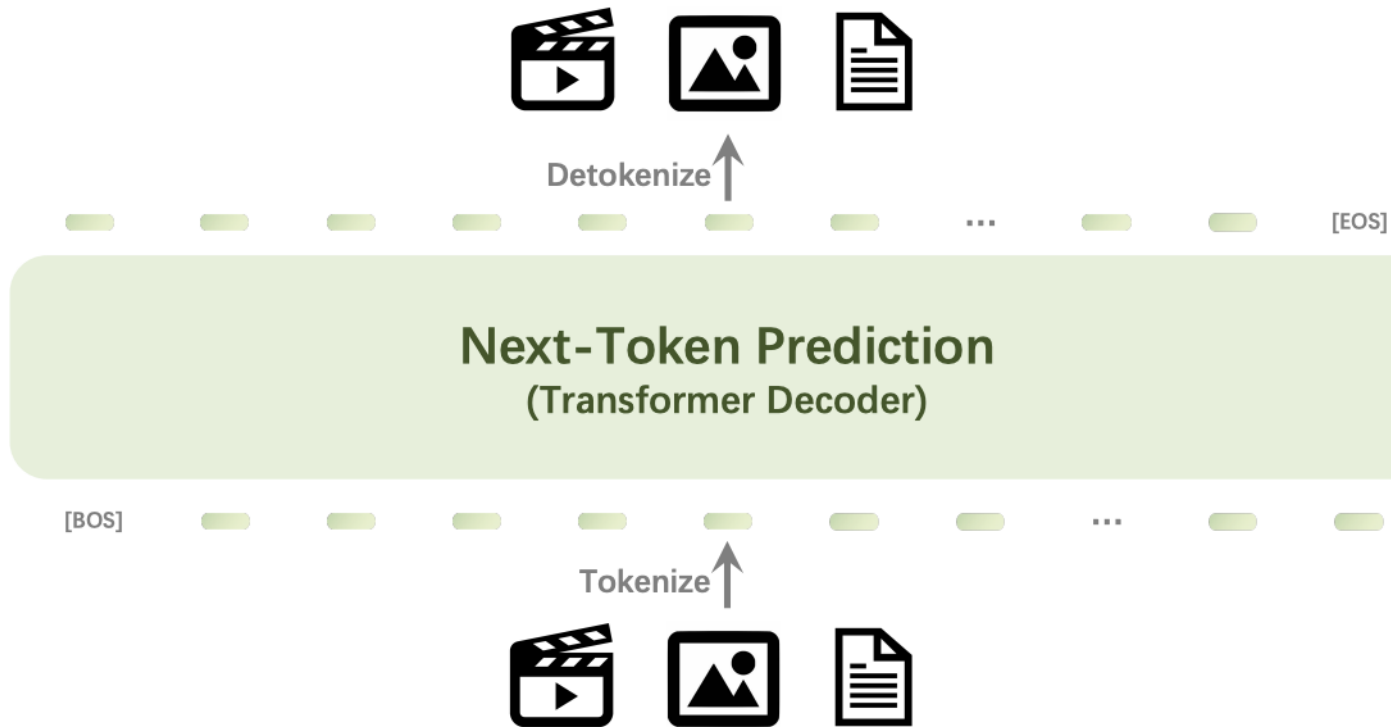 Detokenize
... [EOS]
Next-Token Prediction
(Transformer Decoder)
[BOS] ...
Tokenize